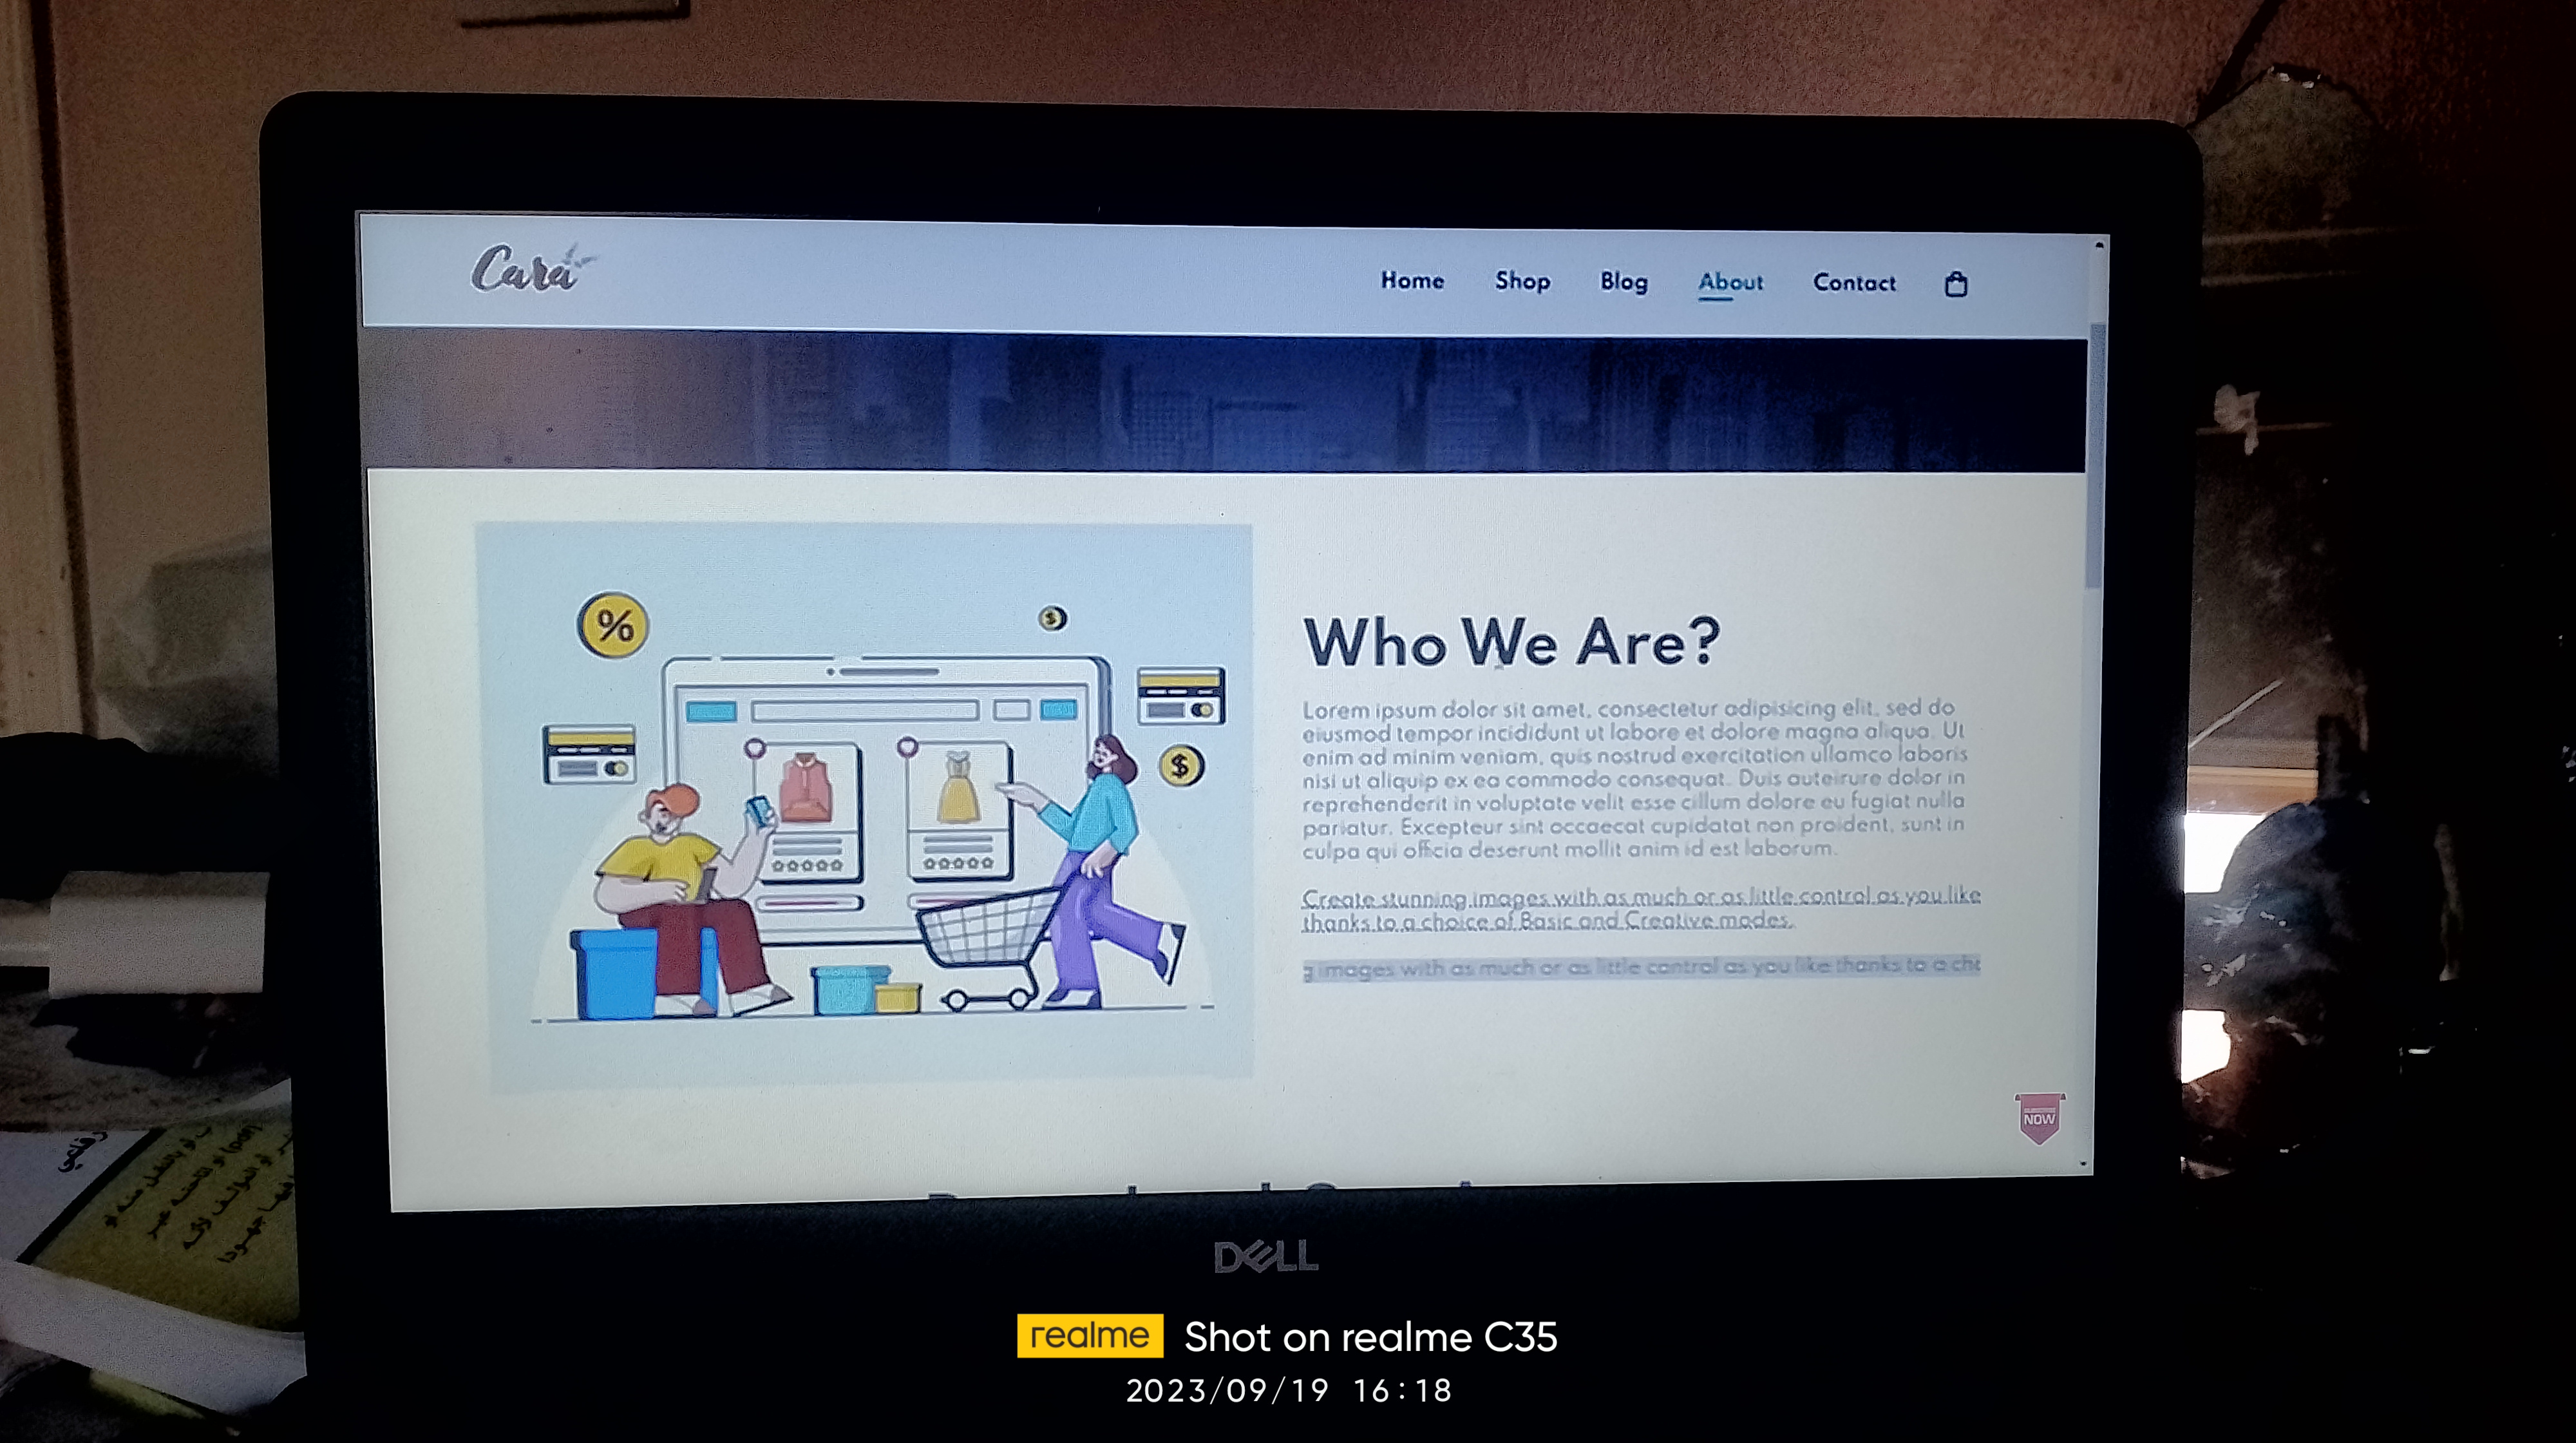 Cara
Home Shop Blog About Contact
%
$
$
Who We Are?
Lorem ipsum dolor sit amet, consectetur adipisicing elit, sed do
eiusmod tempor incididunt ut labore et dolore magna aliqua. Ut
enim ad minim veniam, quis nostrud exercitation ullamco laboris
nisi ut aliquip ex ea commodo consequat. Duis auteirure dolor in
reprehenderit in voluptate velit esse cillum dolore eu fugiat nulla
pariatur. Excepteur sint occaecat cupidatat non proident, sunt in
culpa qui officia deserunt mollit anim id est laborum.
Create stunning images with as much or as little control as you like
thanks to a choice of Basic and Creative modes.
g images with as much or as little control as you like thanks to a cho
NOW
DELL
realme Shot on realme C35
2023/09/19 16:18